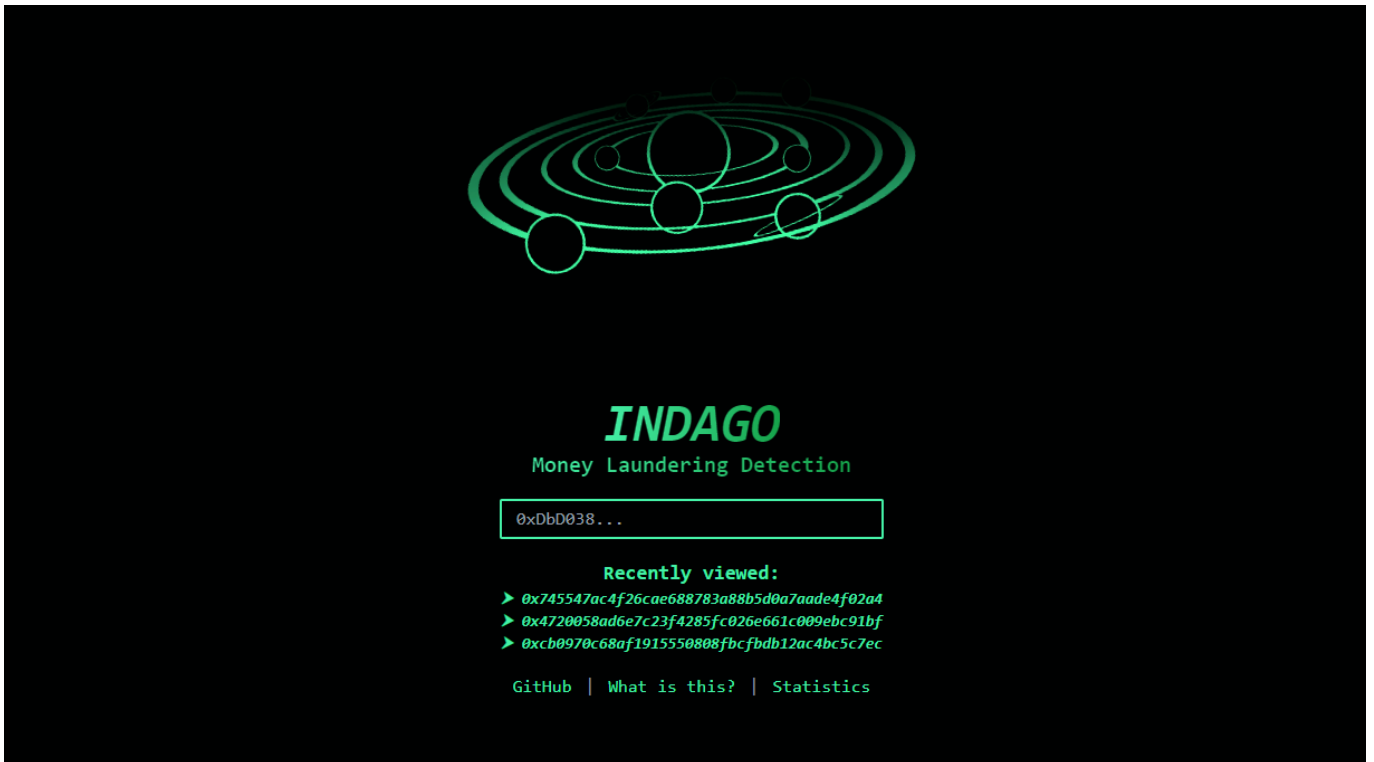 INDAGO
Money Laundering Detection
0xDbD038...
Recently viewed:
➤ 0x745547ac4f26cae688783a88b5d0a7aade4f02a4
➤ 0x4720058ad6e7c23f4285fc026e661c009ebc91bf
➤ 0xcb0970c68af1915550808fbcfbdb12ac4bc5c7ec
GitHub | What is this? | Statistics